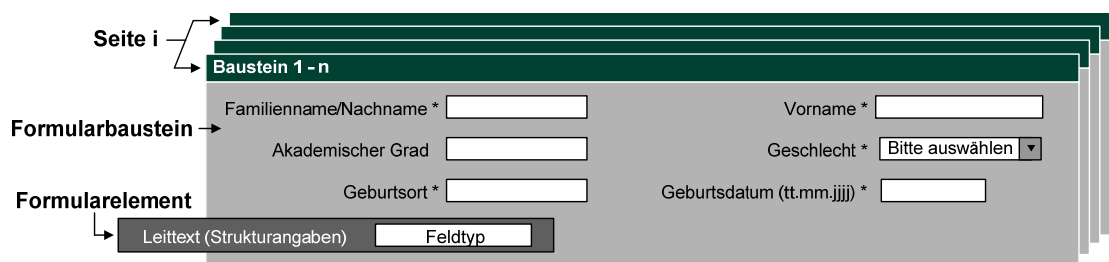 Seite i
Baustein 1 - n
Familienname/Nachname *
Vorname *
Formularbaustein
Akademischer Grad
Geschlecht * Bitte auswählen
Geburtsort *
Geburtsdatum (tt.mm.jjjj) *
Formularelement
Leittext (Strukturangaben) Feldtyp